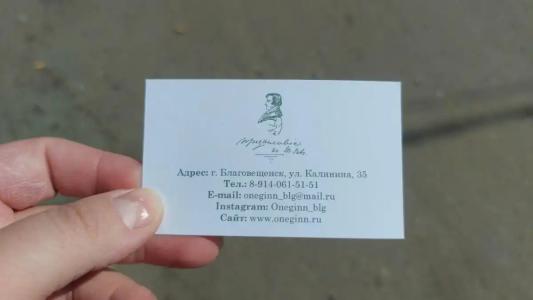 Адрес: г. Благовещенск, ул. Калинина, 35
Тел.: 8-914-061-51-51
E-mail: oneginn_blg@mail.ru
Instagram: Oneginn_blg
Сайт: www.oneginn.ru